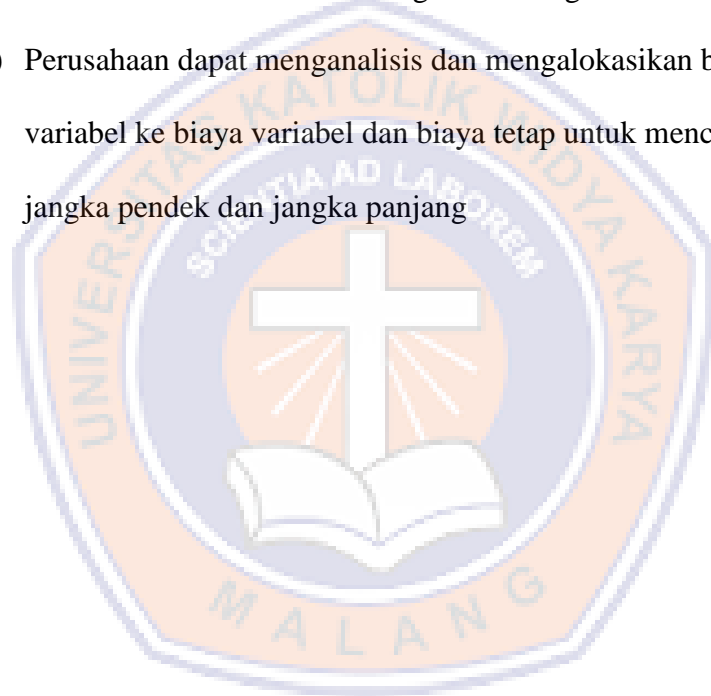 ) Perusahaan dapat menganalisis dan mengalokasikan b
variabel ke biaya variabel dan biaya tetap untuk menc
jangka pendek dan jangka panjang
UNIVERSITAS KATOLIK WIDYA KARYA
SCIENTIA AD LABOREM
MALANG